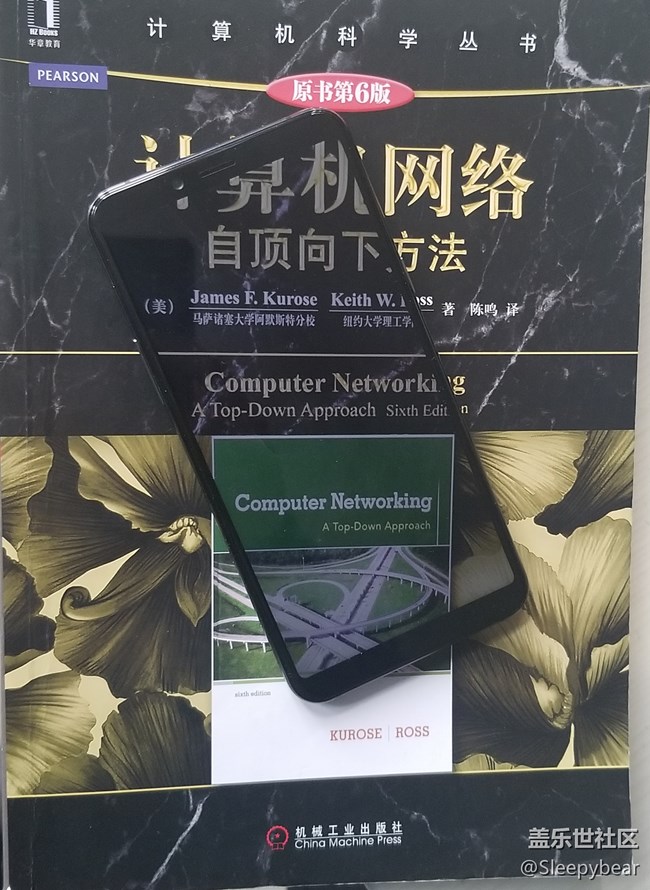 HZ Books
华章教育
计算机科学丛书
PEARSON
原书第6版
计算机网络
自顶向下方法
(美) James F. Kurose Keith W. Ross 著 陈鸣 译
马萨诸塞大学阿默斯特分校 纽约大学理工学
Computer Networking
A Top-Down Approach Sixth Edition
Computer Networking
A Top-Down Approach
sixth edition
KUROSE | ROSS
机械工业出版社
China Machine Press
盖乐世社区
@Sleepybear